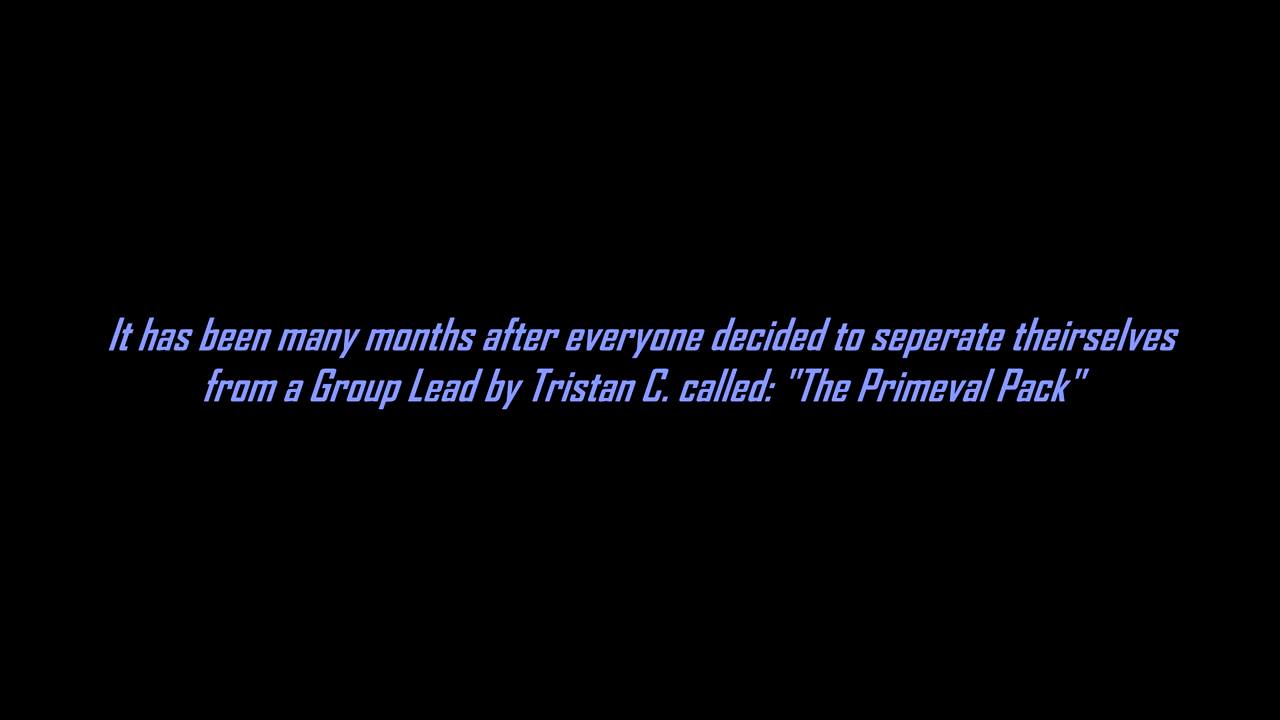 It has been many months after everyone decided to seperate theirselves
from a Group Lead by Tristan C. called: "The Primeval Pack"